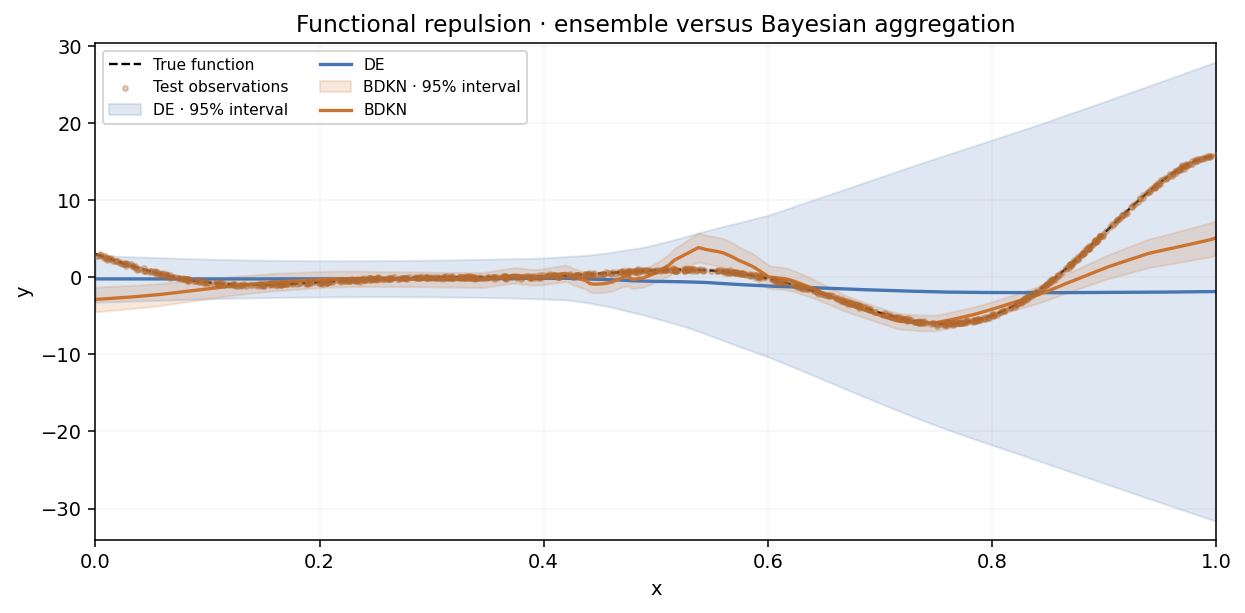 Functional repulsion · ensemble versus Bayesian aggregation
True function
Test observations
DE · 95% interval
DE
BDKN · 95% interval
BDKN
30
20
10
0
−10
−20
−30
y
0.0
0.2
0.4
0.6
0.8
1.0
x